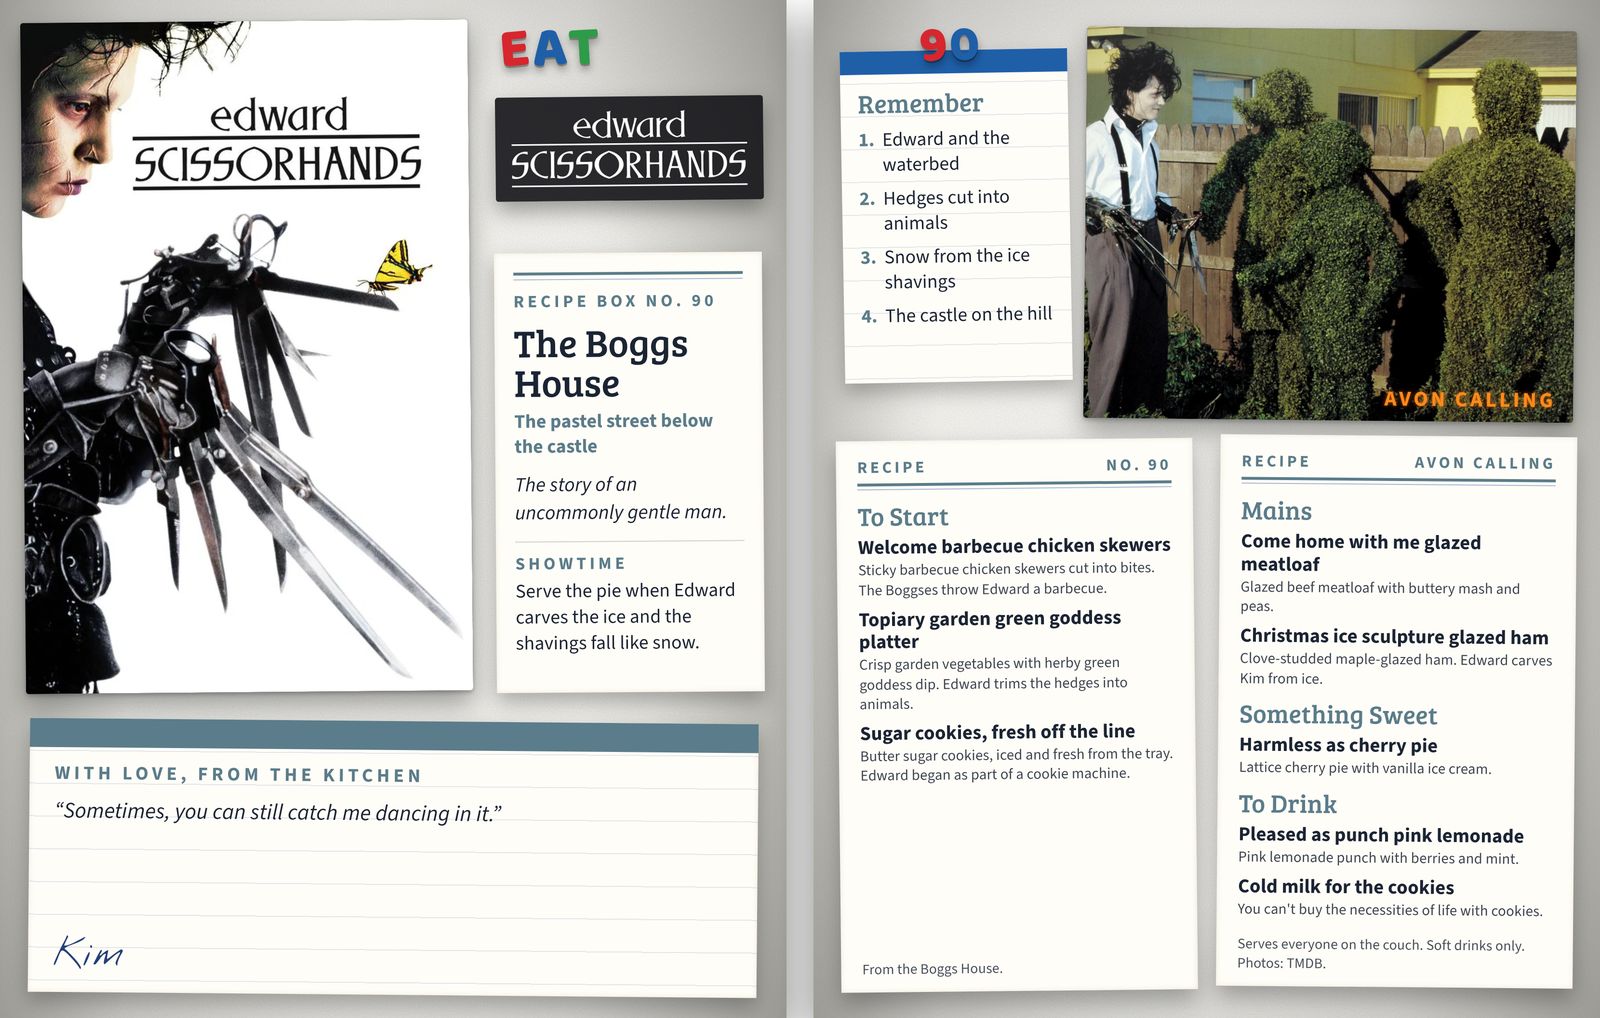 edward
SCISSORHANDS
EAT
edward
SCISSORHANDS
RECIPE BOX NO. 90
The Boggs
House
The pastel street below
the castle
The story of an
uncommonly gentle man.
SHOWTIME
Serve the pie when Edward
carves the ice and the
shavings fall like snow.
WITH LOVE, FROM THE KITCHEN
“Sometimes, you can still catch me dancing in it.”
Kim
90
Remember
1. Edward and the
waterbed
2. Hedges cut into
animals
3. Snow from the ice
shavings
4. The castle on the hill
AVON CALLING
RECIPE NO. 90
To Start
Welcome barbecue chicken skewers
Sticky barbecue chicken skewers cut into bites.
The Boggses throw Edward a barbecue.
Topiary garden green goddess
platter
Crisp garden vegetables with herby green
goddess dip. Edward trims the hedges into
animals.
Sugar cookies, fresh off the line
Butter sugar cookies, iced and fresh from the tray.
Edward began as part of a cookie machine.
From the Boggs House.
RECIPE AVON CALLING
Mains
Come home with me glazed
meatloaf
Glazed beef meatloaf with buttery mash and
peas.
Christmas ice sculpture glazed ham
Clove-studded maple-glazed ham. Edward carves
Kim from ice.
Something Sweet
Harmless as cherry pie
Lattice cherry pie with vanilla ice cream.
To Drink
Pleased as punch pink lemonade
Pink lemonade punch with berries and mint.
Cold milk for the cookies
You can't buy the necessities of life with cookies.
Serves everyone on the couch. Soft drinks only.
Photos: TMDB.